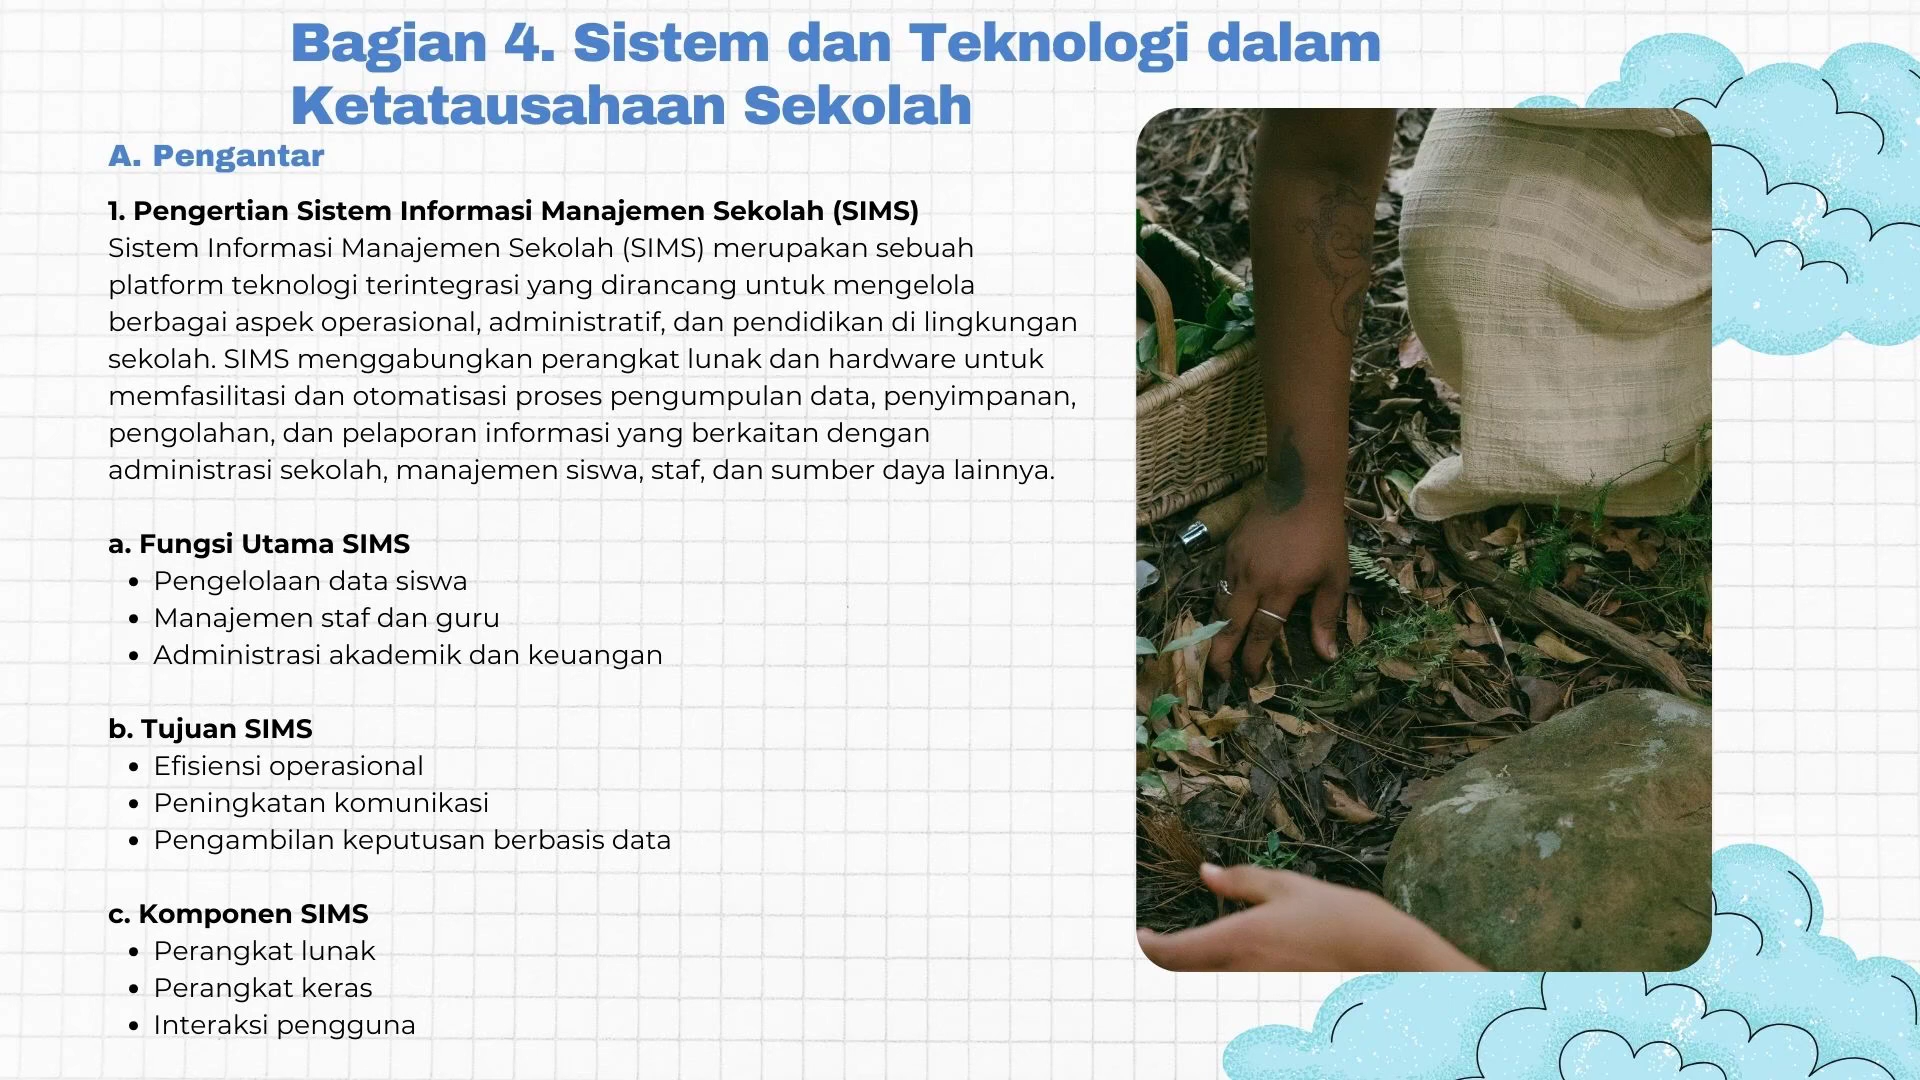 Bagian 4. Sistem dan Teknologi dalam
Ketatausahaan Sekolah
A. Pengantar
1. Pengertian Sistem Informasi Manajemen Sekolah (SIMS)
Sistem Informasi Manajemen Sekolah (SIMS) merupakan sebuah
platform teknologi terintegrasi yang dirancang untuk mengelola
berbagai aspek operasional, administratif, dan pendidikan di lingkungan
sekolah. SIMS menggabungkan perangkat lunak dan hardware untuk
memfasilitasi dan otomatisasi proses pengumpulan data, penyimpanan,
pengolahan, dan pelaporan informasi yang berkaitan dengan
administrasi sekolah, manajemen siswa, staf, dan sumber daya lainnya.
a. Fungsi Utama SIMS
• Pengelolaan data siswa
• Manajemen staf dan guru
• Administrasi akademik dan keuangan
b. Tujuan SIMS
• Efisiensi operasional
• Peningkatan komunikasi
• Pengambilan keputusan berbasis data
c. Komponen SIMS
• Perangkat lunak
• Perangkat keras
• Interaksi pengguna